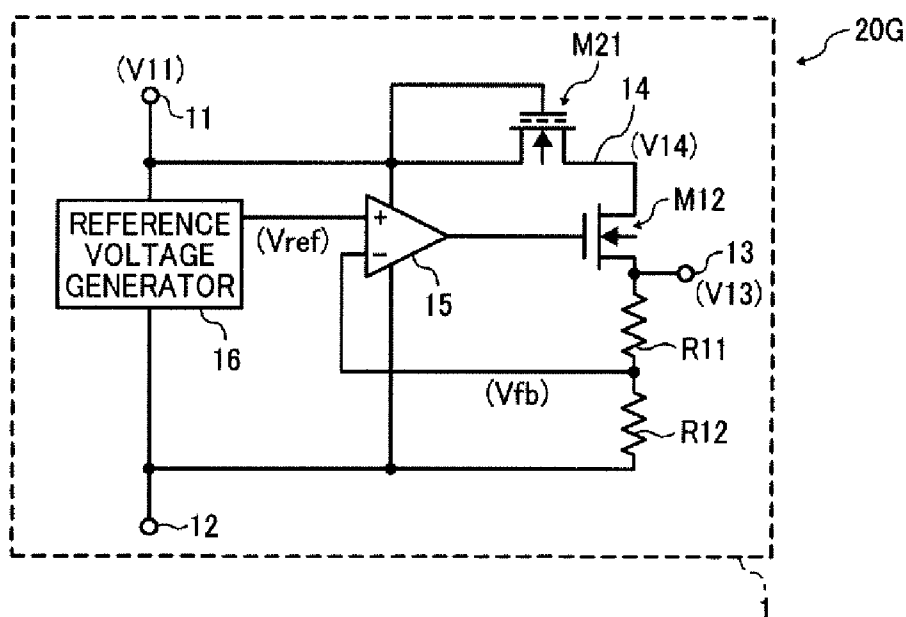 20G
M21
(V11)
11
14
(V14)
REFERENCE
VOLTAGE
GENERATOR
(Vref)
+
−
M12
13
(V13)
15
16
R11
(Vfb)
R12
12
1